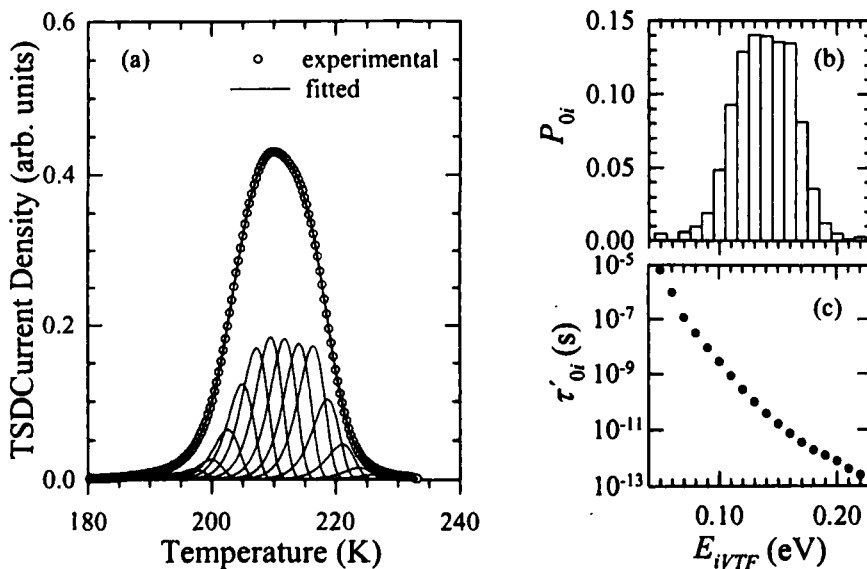 (a)
○ experimental
— fitted
TSDCurrent Density (arb. units)
0.6
0.4
0.2
0.0
180 200 220 240
Temperature (K)
(b)
P₀ᵢ
0.15
0.10
0.05
0.00
(c)
τ′₀ᵢ (s)
10⁻⁵
10⁻⁷
10⁻⁹
10⁻¹¹
10⁻¹³
0.10 0.20
EᵢVTF (eV)